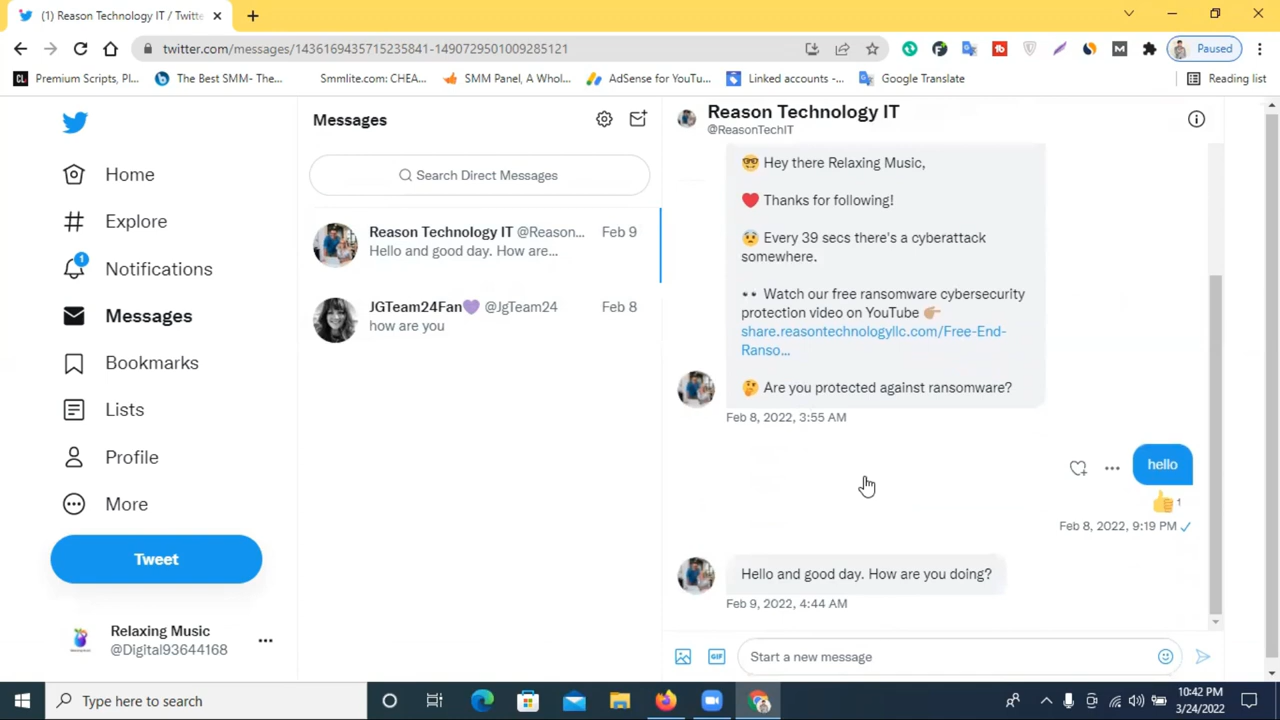 (1) Reason Technology IT / Twitte
twitter.com/messages/1436169435715235841-1490729501009285121
Paused
Premium Scripts, Pl...
The Best SMM- The...
Smmlite.com: CHEA...
SMM Panel, A Whol...
AdSense for YouTu...
Linked accounts -...
Google Translate
Reading list
Home
Explore
1
Notifications
Messages
Bookmarks
Lists
Profile
More
Tweet
Relaxing Music
@Digital93644168
Messages
Search Direct Messages
Reason Technology IT @Reason... Feb 9
Hello and good day. How are...
JGTeam24Fan💜 @JgTeam24 Feb 8
how are you
Reason Technology IT
@ReasonTechIT
🤓 Hey there Relaxing Music,
❤️ Thanks for following!
😨 Every 39 secs there's a cyberattack
somewhere.
👀 Watch our free ransomware cybersecurity
protection video on YouTube 👉🏼
share.reasontechnologyllc.com/Free-End-
Ranso...
🤔 Are you protected against ransomware?
Feb 8, 2022, 3:55 AM
hello
👍 1
Feb 8, 2022, 9:19 PM ✓
Hello and good day. How are you doing?
Feb 9, 2022, 4:44 AM
GIF
Start a new message
Type here to search
10:42 PM
3/24/2022